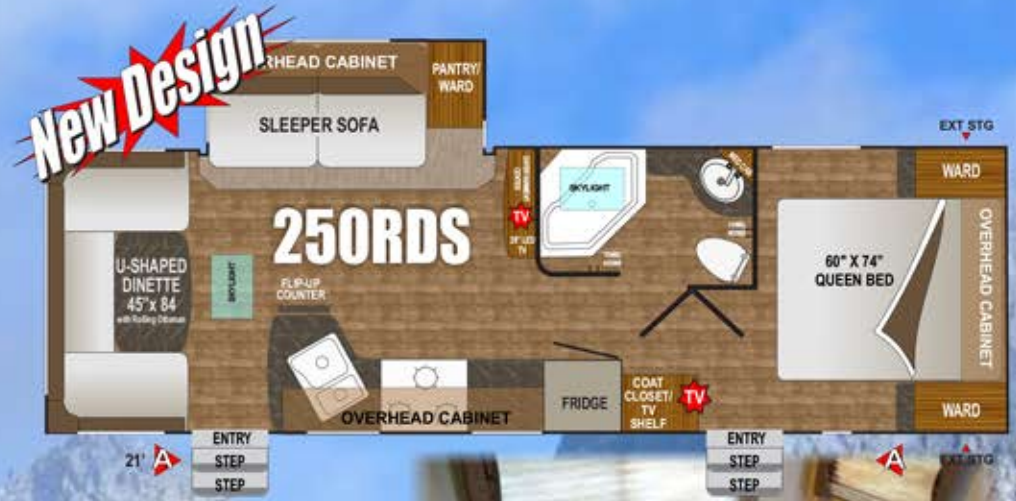 New Design
OVERHEAD CABINET
PANTRY/
WARD
SLEEPER SOFA
EXT STG
WARD
SKYLIGHT
TV
250RDS
U-SHAPED
DINETTE
45"x 84
with Rolling Ottoman
SKYLIGHT
FLIP-UP
COUNTER
60" X 74"
QUEEN BED
OVERHEAD CABINET
OVERHEAD CABINET
FRIDGE
COAT
CLOSET/
TV
SHELF
TV
WARD
21'
A
ENTRY
STEP
STEP
ENTRY
STEP
STEP
A
EXT STG